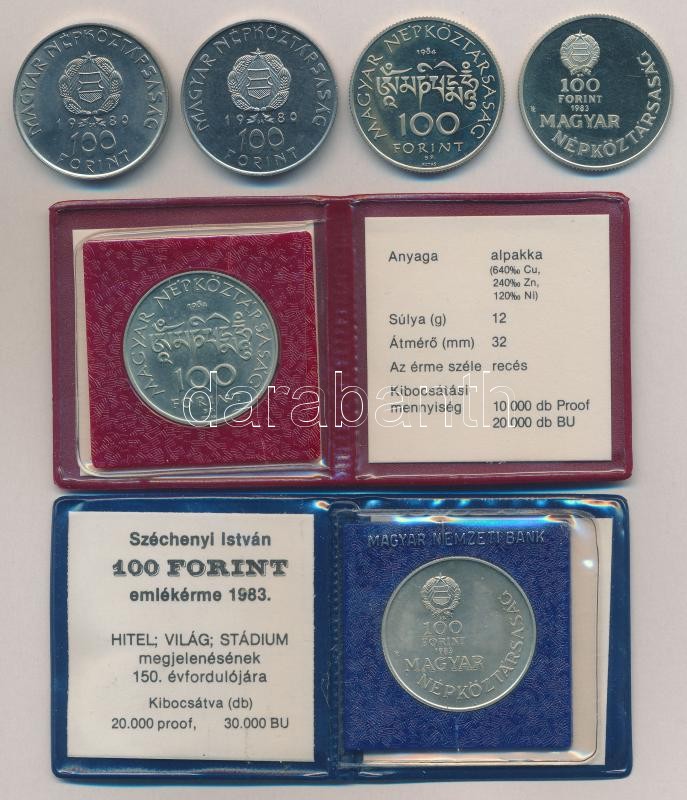 MAGYAR NÉPKÖZTÁRSASÁG
1980
100
FORINT
MAGYAR NÉPKÖZTÁRSASÁG
1980
100
FORINT
MAGYAR NÉPKÖZTÁRSASÁG
1984
100
FORINT
BP.
100
FORINT
1983
MAGYAR
NÉPKÖZTÁRSASÁG
MAGYAR NÉPKÖZTÁRSASÁG
1984
100
FORINT
Anyaga alpakka
(640‰ Cu,
240‰ Zn,
120‰ Ni)
Súlya (g) 12
Átmérő (mm) 32
Az érme széle recés
Kibocsátási
mennyiség 10 000 db Proof
20 000 db BU
darabanth
Széchenyi István
100 FORINT
emlékérme 1983.
HITEL; VILÁG; STÁDIUM
megjelenésének
150. évfordulójára
Kibocsátva (db)
20.000 proof, 30.000 BU
MAGYAR NEMZETI BANK
100
FORINT
1983
MAGYAR
NÉPKÖZTÁRSASÁG